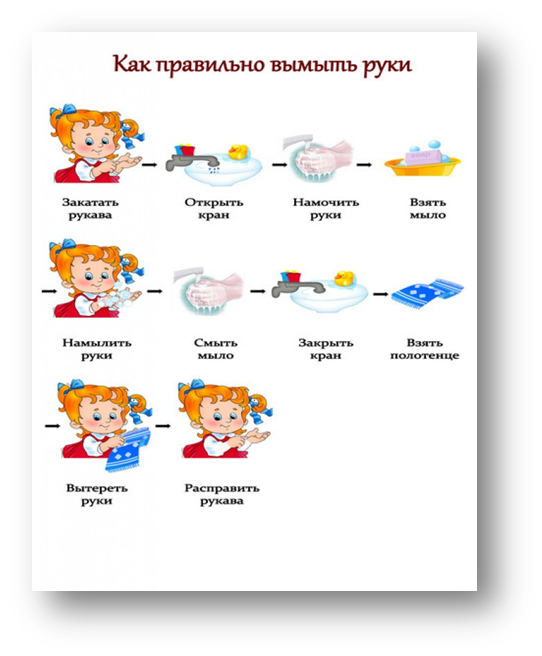 Как правильно вымыть руки
Закатать
рукава
Открыть
кран
Намочить
руки
Взять
мыло
Намылить
руки
Смыть
мыло
Закрыть
кран
Взять
полотенце
Вытереть
руки
Расправить
рукава